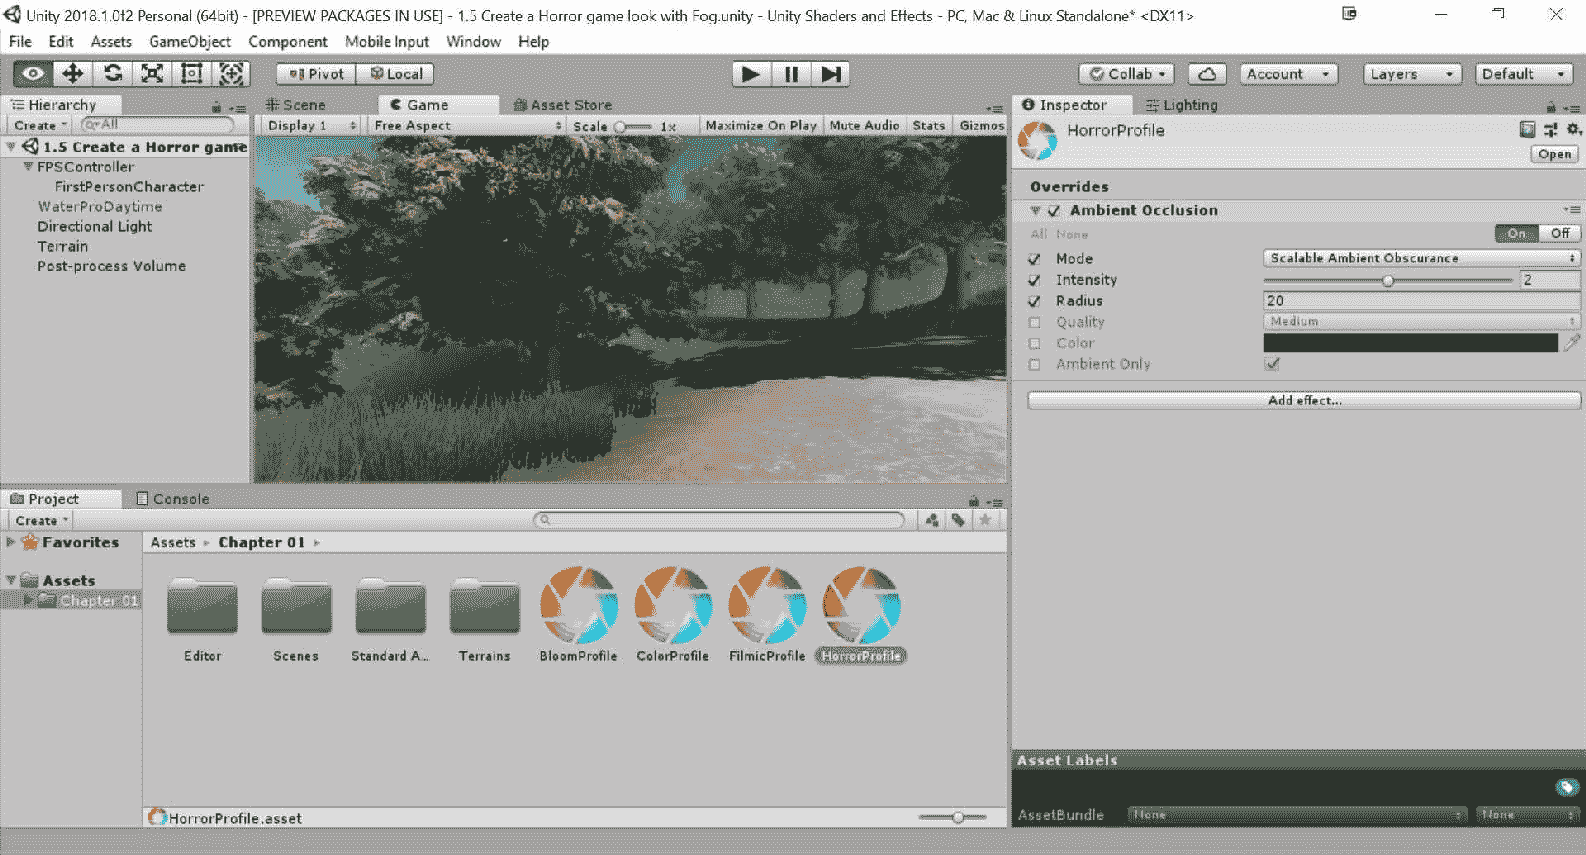 Unity 2018.1.0f2 Personal (64bit) - [PREVIEW PACKAGES IN USE] - 1.5 Create a Horror game look with Fog.unity - Unity Shaders and Effects - PC, Mac & Linux Standalone* <DX11>
File Edit Assets GameObject Component Mobile Input Window Help
Pivot Local Collab Account Layers Default
Hierarchy
Create All
1.5 Create a Horror game
FPSController
FirstPersonCharacter
WaterProDaytime
Directional Light
Terrain
Post-process Volume
Scene Game Asset Store
Display 1 Free Aspect Scale 1x Maximize On Play Mute Audio Stats Gizmos
Inspector Lighting
HorrorProfile
Open
Overrides
Ambient Occlusion
All None On Off
Mode Scalable Ambient Obscurance
Intensity 2
Radius 20
Quality Medium
Color
Ambient Only
Add effect...
Project Console
Create
Favorites
Assets
Chapter 01
Assets Chapter 01
Editor Scenes Standard A... Terrains BloomProfile ColorProfile FilmicProfile HorrorProfile
HorrorProfile.asset
Asset Labels
AssetBundle None None